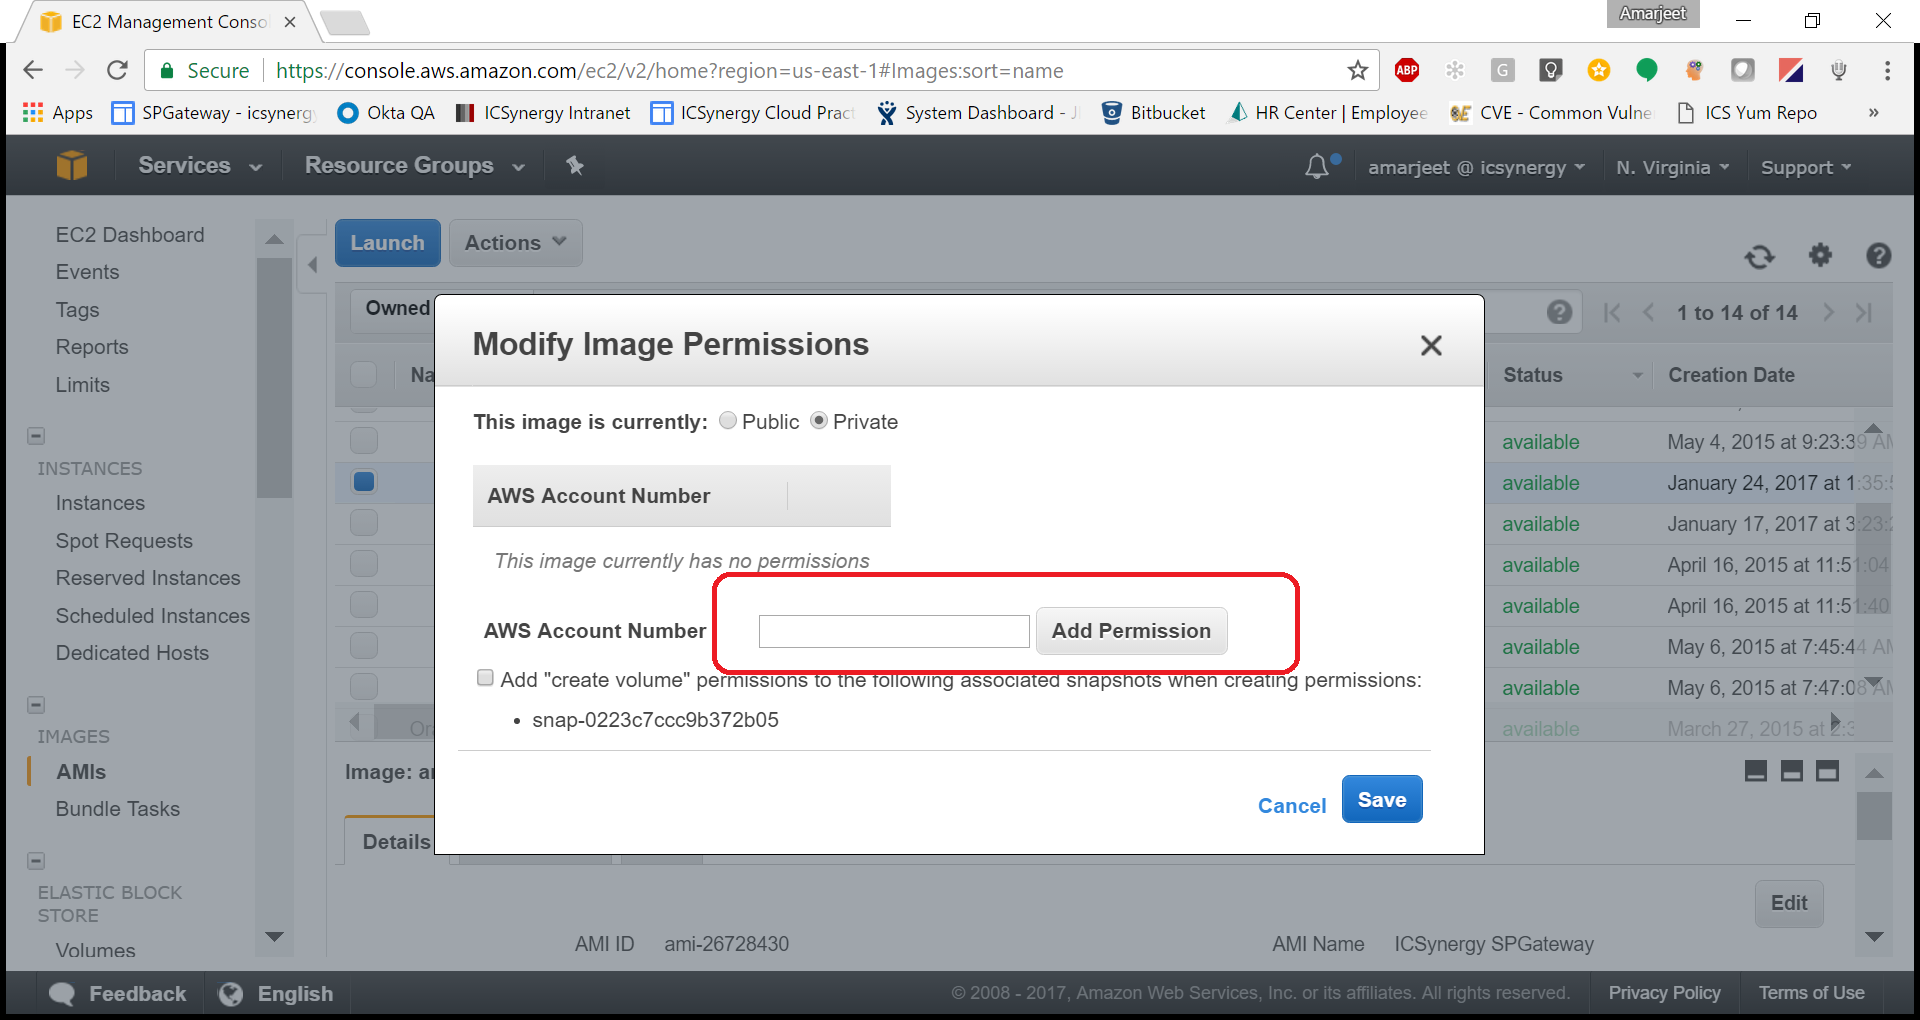 EC2 Management Conso
Amarjeet
Secure https://console.aws.amazon.com/ec2/v2/home?region=us-east-1#Images:sort=name
ABP
G
Apps SPGateway - icsynergy Okta QA ICSynergy Intranet ICSynergy Cloud Pract System Dashboard - JI Bitbucket HR Center | Employee CVE - Common Vulne ICS Yum Repo »
Services Resource Groups amarjeet @ icsynergy N. Virginia Support
EC2 Dashboard
Events
Tags
Reports
Limits
INSTANCES
Instances
Spot Requests
Reserved Instances
Scheduled Instances
Dedicated Hosts
IMAGES
AMIs
Bundle Tasks
ELASTIC BLOCK
STORE
Volumes
Launch Actions
Owned
1 to 14 of 14
Na
Status Creation Date
available May 4, 2015 at 9:23:39 AM
available January 24, 2017 at 1:35:5
available January 17, 2017 at 3:23:2
available April 16, 2015 at 11:51:04
available April 16, 2015 at 11:51:40
available May 6, 2015 at 7:45:44 AM
available May 6, 2015 at 7:47:08 AM
available March 27, 2015 at 2:3
Modify Image Permissions
This image is currently: Public Private
AWS Account Number
This image currently has no permissions
AWS Account Number Add Permission
Add "create volume" permissions to the following associated snapshots when creating permissions:
• snap-0223c7ccc9b372b05
Cancel Save
Ora
Image: a
Details
Edit
AMI ID ami-26728430 AMI Name ICSynergy SPGateway
Feedback English © 2008 - 2017, Amazon Web Services, Inc. or its affiliates. All rights reserved. Privacy Policy Terms of Use